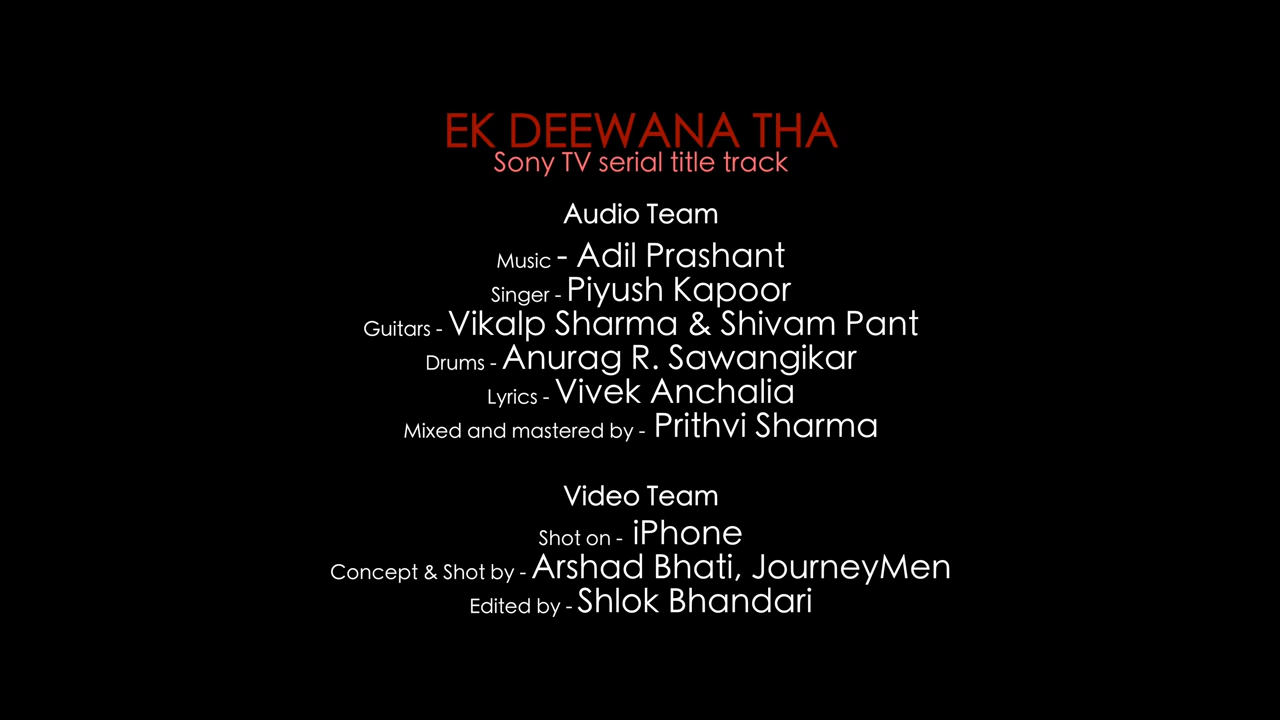 EK DEEWANA THA
Sony TV serial title track
Audio Team
Music - Adil Prashant
Singer - Piyush Kapoor
Guitars - Vikalp Sharma & Shivam Pant
Drums - Anurag R. Sawangikar
Lyrics - Vivek Anchalia
Mixed and mastered by - Prithvi Sharma
Video Team
Shot on - iPhone
Concept & Shot by - Arshad Bhati, JourneyMen
Edited by - Shlok Bhandari